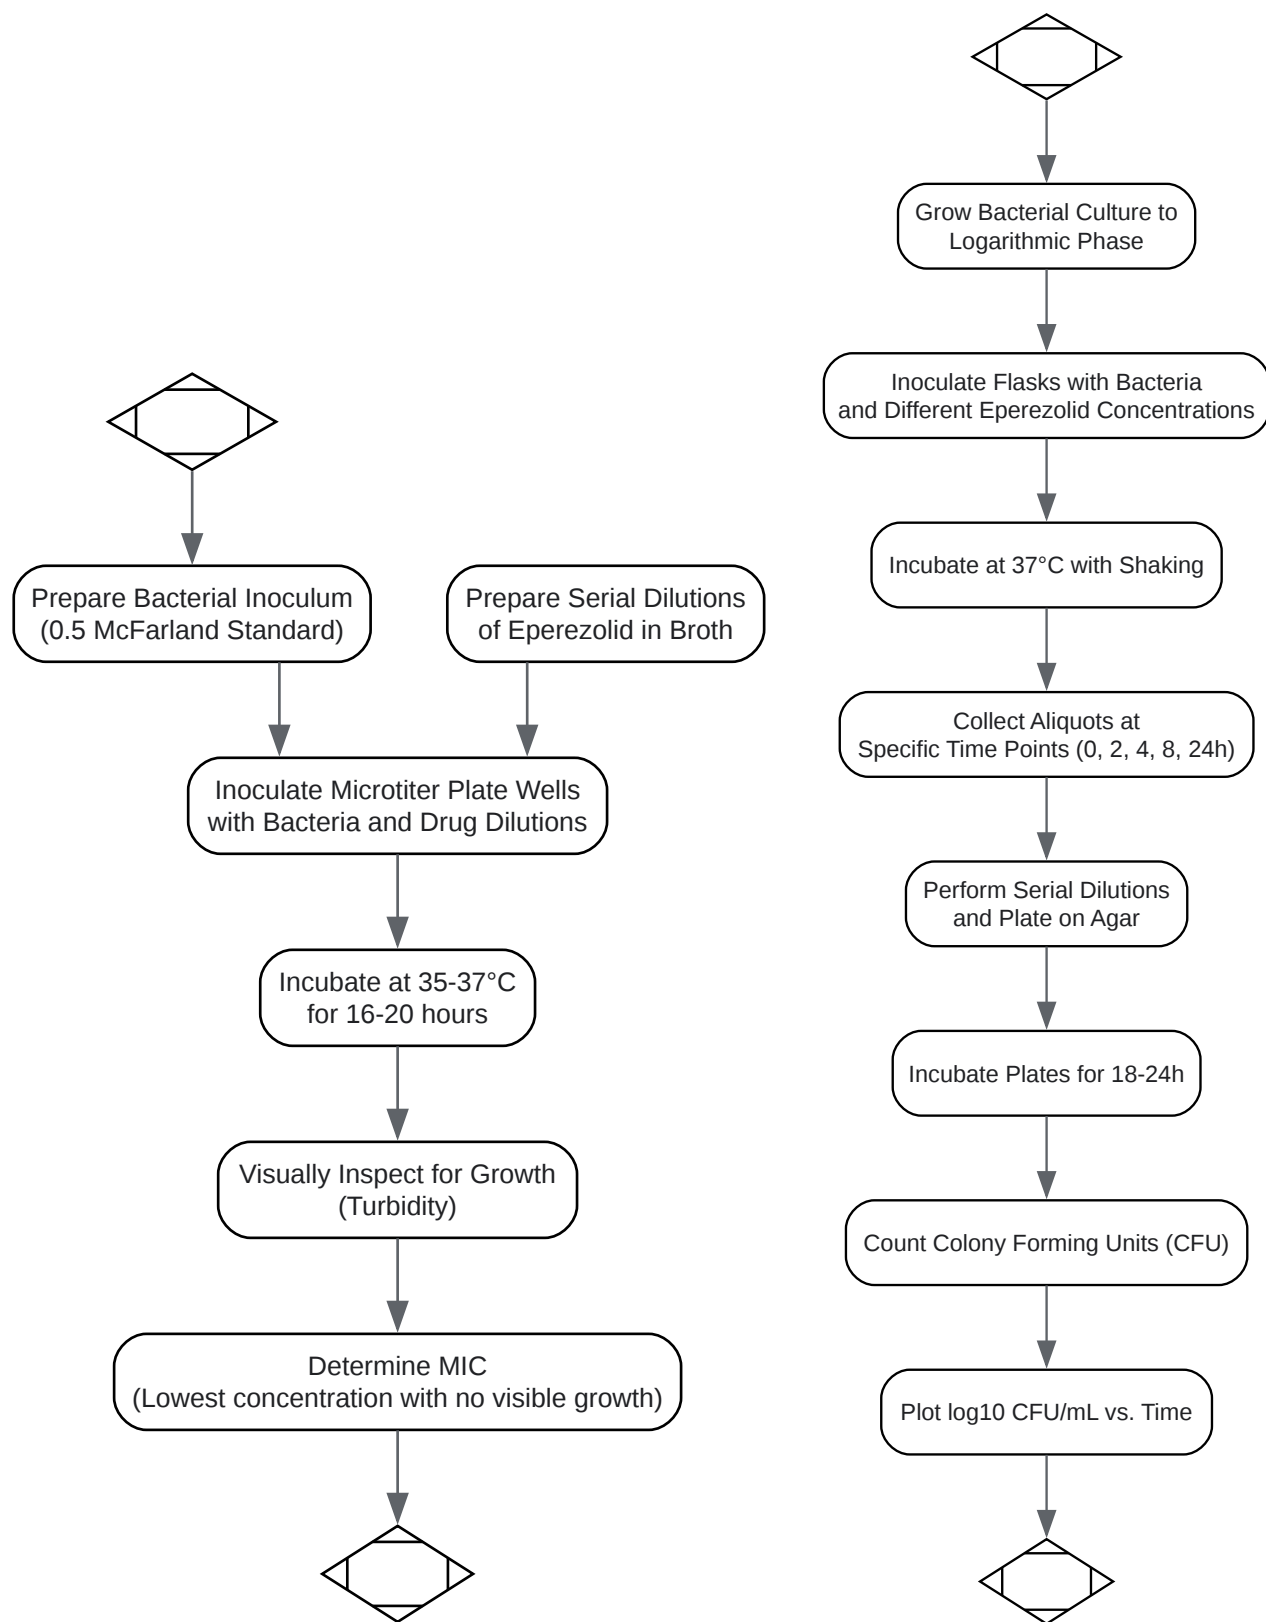 Prepare Bacterial Inoculum
(0.5 McFarland Standard)
Prepare Serial Dilutions
of Eperezolid in Broth
Inoculate Microtiter Plate Wells
with Bacteria and Drug Dilutions
Incubate at 35-37°C
for 16-20 hours
Visually Inspect for Growth
(Turbidity)
Determine MIC
(Lowest concentration with no visible growth)
Grow Bacterial Culture to
Logarithmic Phase
Inoculate Flasks with Bacteria
and Different Eperezolid Concentrations
Incubate at 37°C with Shaking
Collect Aliquots at
Specific Time Points (0, 2, 4, 8, 24h)
Perform Serial Dilutions
and Plate on Agar
Incubate Plates for 18-24h
Count Colony Forming Units (CFU)
Plot log10 CFU/mL vs. Time